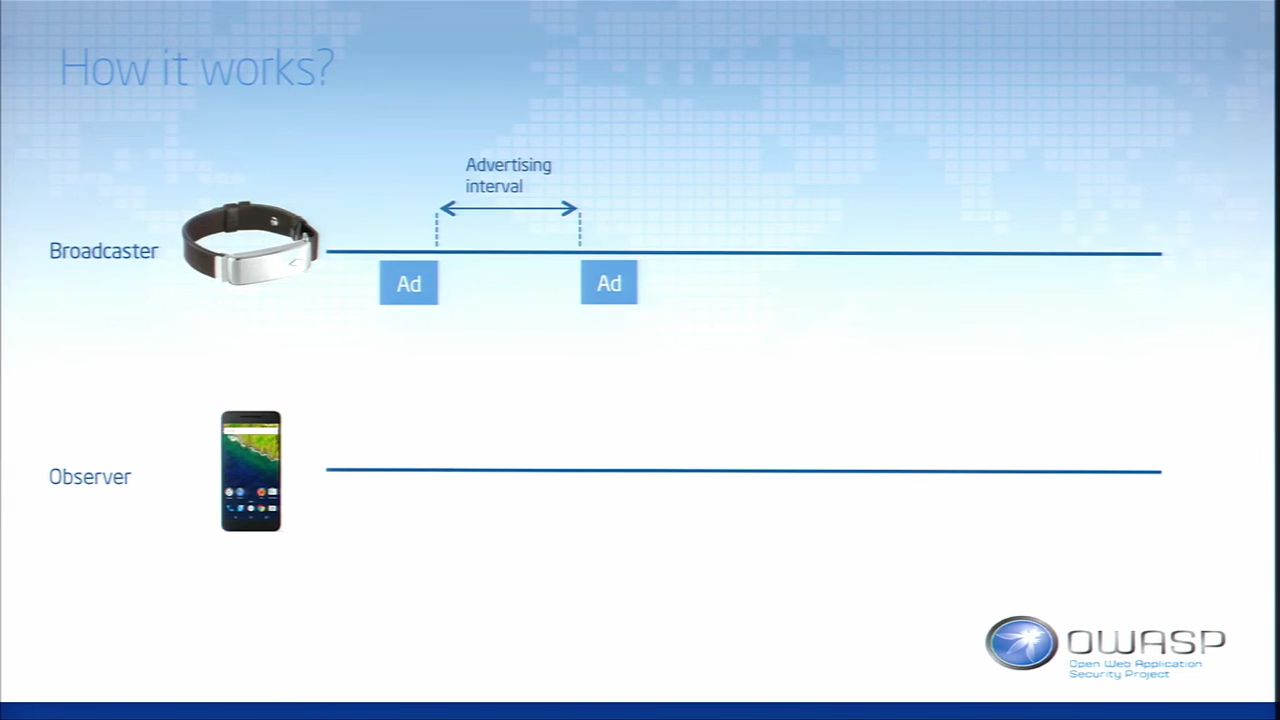 How it works?
Advertising
interval
Broadcaster
Ad
Ad
Observer
OWASP
Open Web Application
Security Project